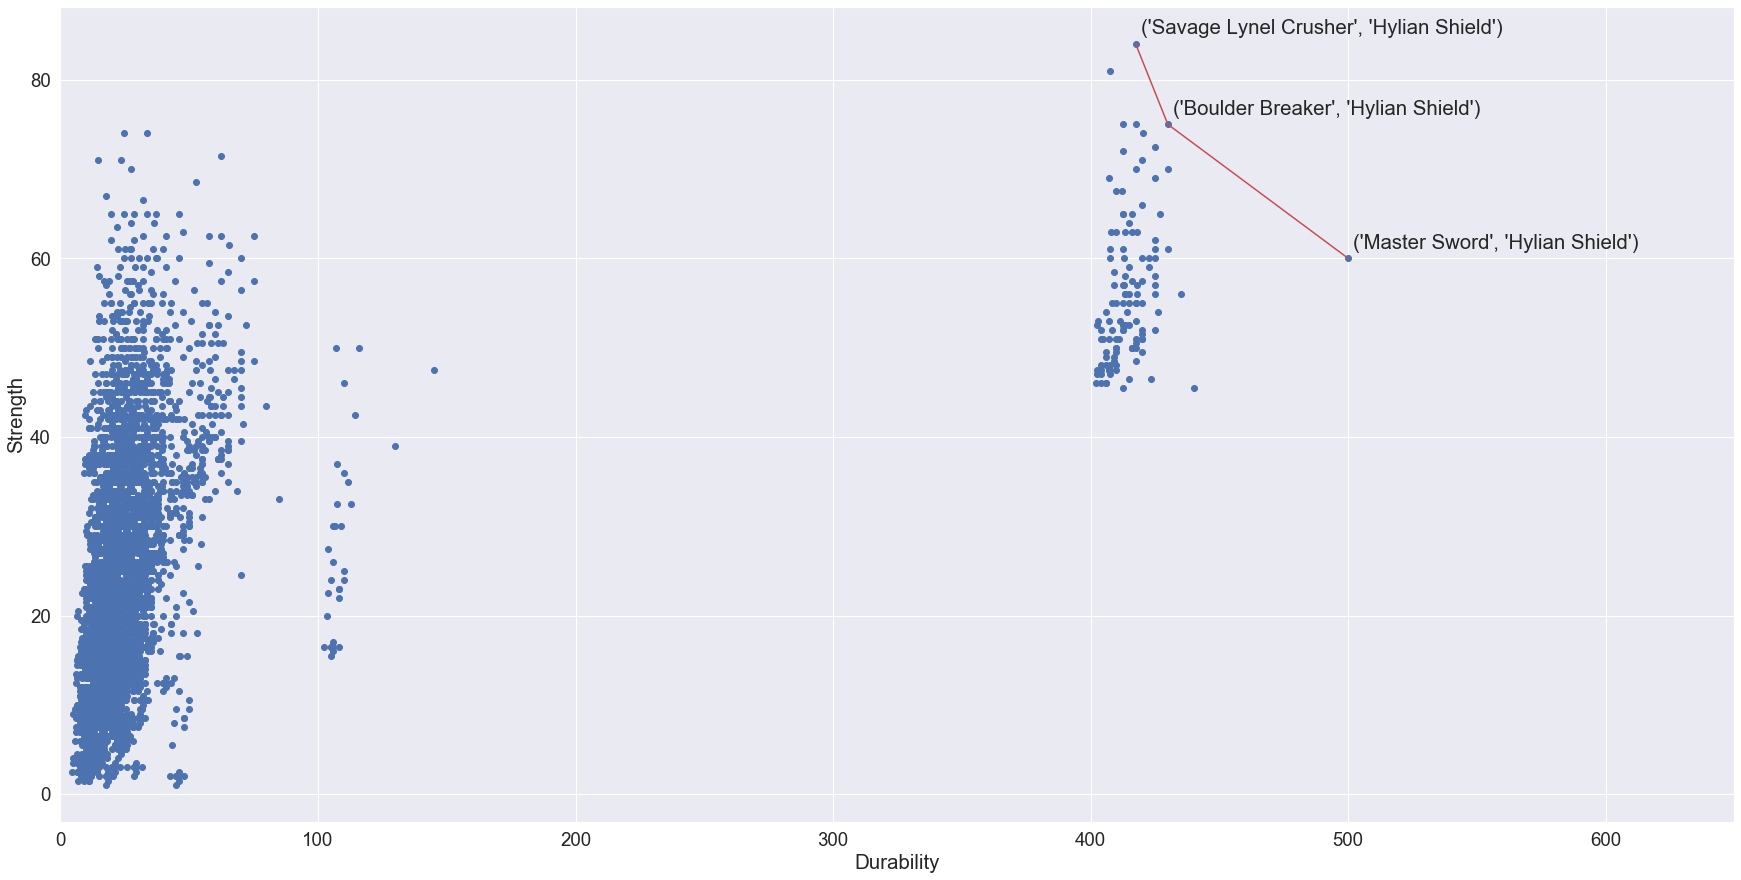 ('Savage Lynel Crusher', 'Hylian Shield')
80
('Boulder Breaker', 'Hylian Shield')
60
('Master Sword', 'Hylian Shield')
Strength
40
20
0
0 100 200 300 400 500 600
Durability